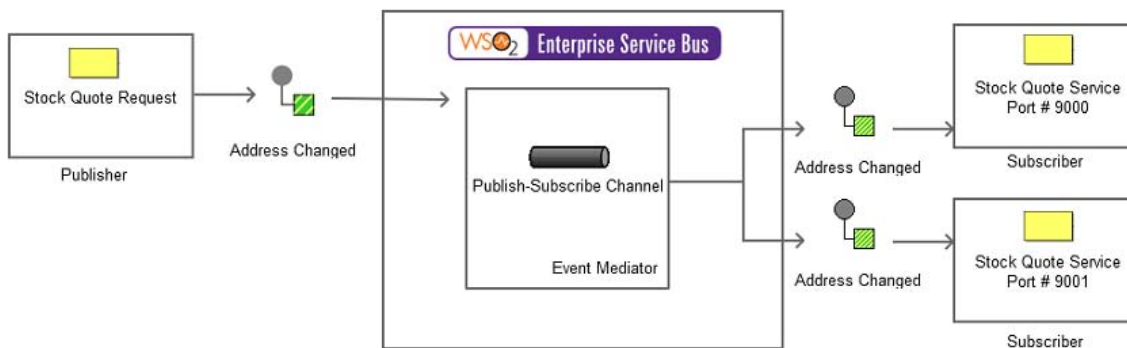 WSO2 Enterprise Service Bus
Stock Quote Request
Publisher
Address Changed
Publish-Subscribe Channel
Event Mediator
Address Changed
Stock Quote Service
Port # 9000
Subscriber
Address Changed
Stock Quote Service
Port # 9001
Subscriber